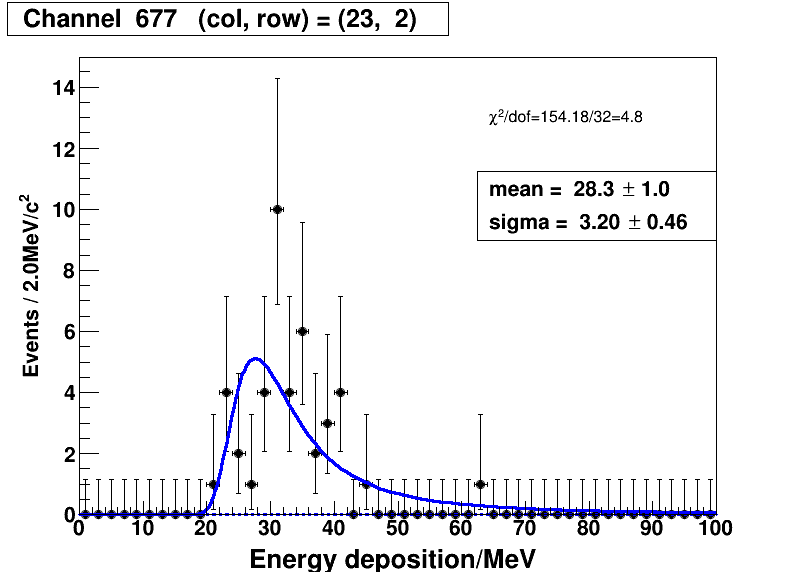 Channel 677 (col, row) = (23, 2)
χ²/dof=154.18/32=4.8
mean = 28.3 ± 1.0
sigma = 3.20 ± 0.46
Events / 2.0MeV/c²
14
12
10
8
6
4
2
0
0 10 20 30 40 50 60 70 80 90 100
Energy deposition/MeV